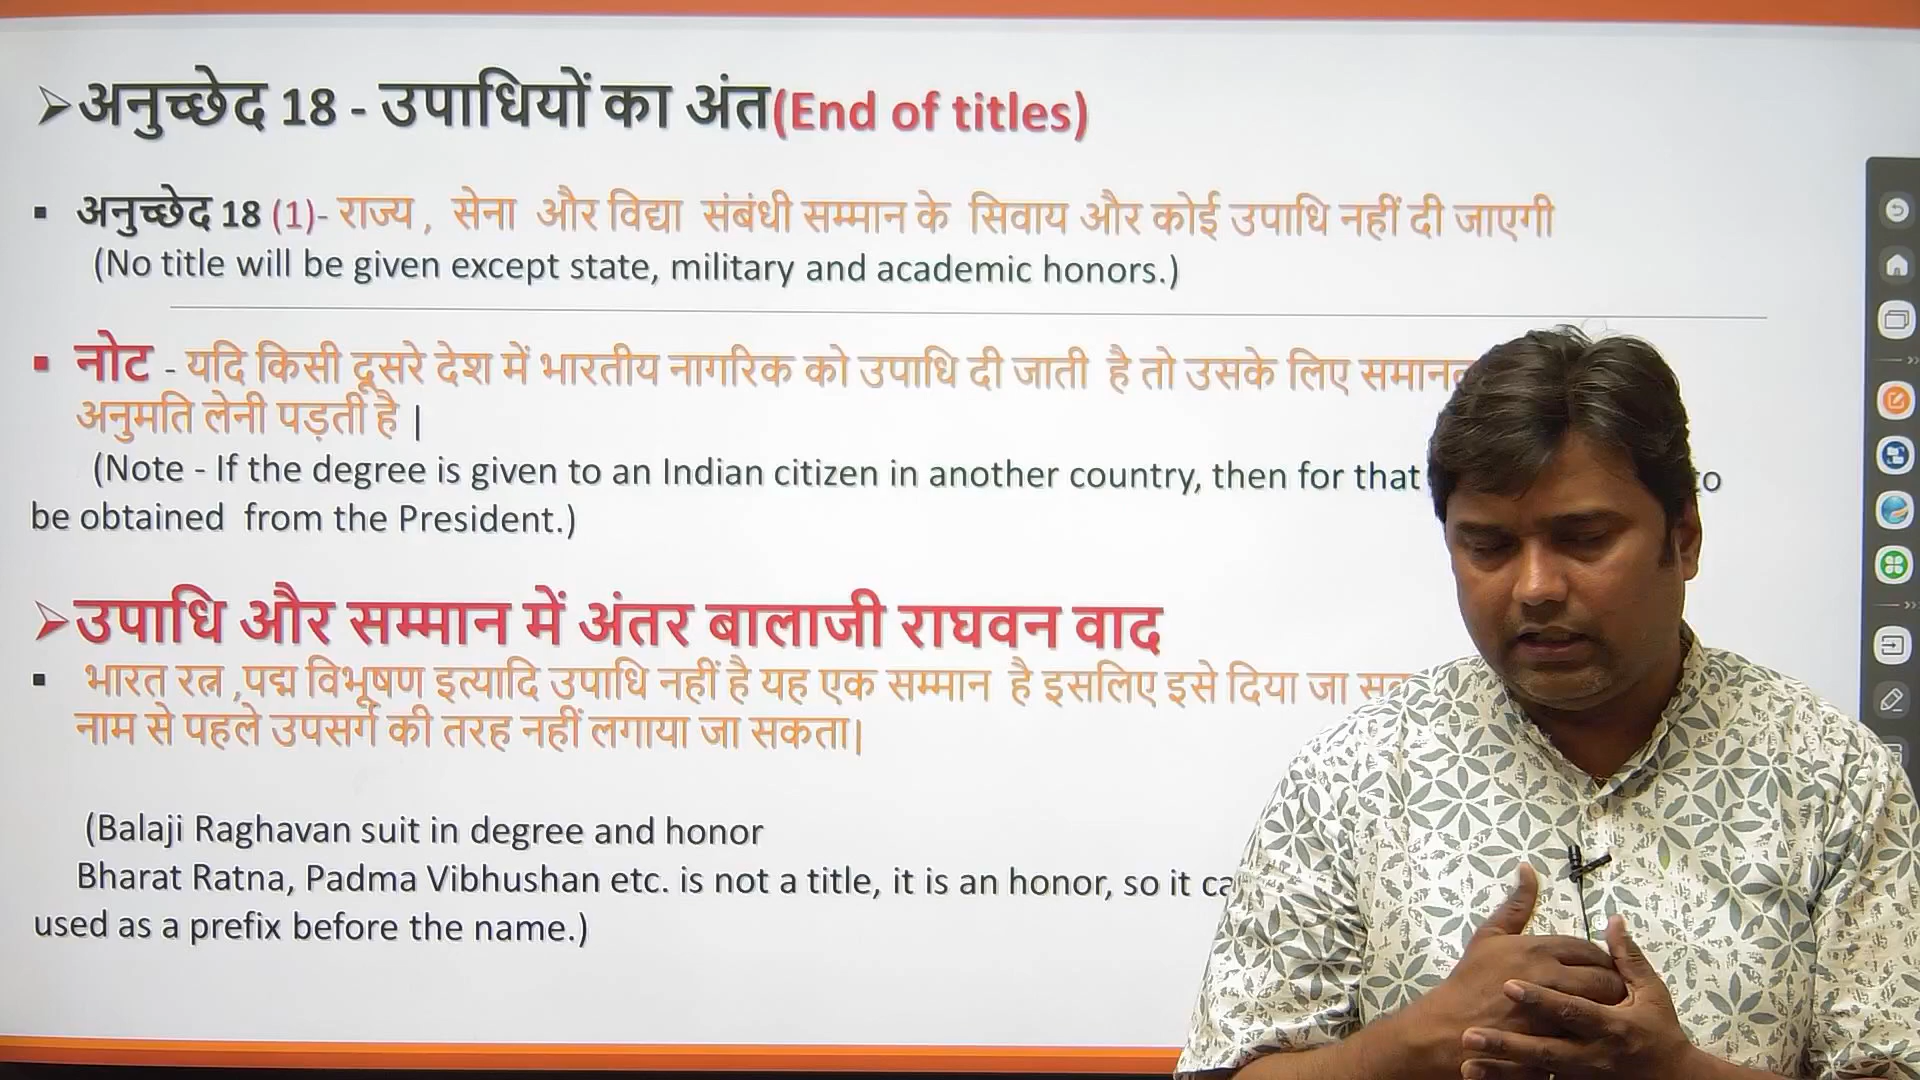 ➢अनुच्छेद 18 - उपाधियों का अंत(End of titles)
▪ अनुच्छेद 18 (1)- राज्य , सेना और विद्या संबंधी सम्मान के सिवाय और कोई उपाधि नहीं दी जाएगी
(No title will be given except state, military and academic honors.)
▪ नोट - यदि किसी दूसरे देश में भारतीय नागरिक को उपाधि दी जाती है तो उसके लिए
अनुमति लेनी पड़ती है |
(Note - If the degree is given to an Indian citizen in another country, then for that
be obtained from the President.)
➢उपाधि और सम्मान में अंतर बालाजी राघवन वाद
▪ भारत रत्न ,पद्म विभूषण इत्यादि उपाधि नहीं है यह एक सम्मान है इसलिए इसे दिया जा
नाम से पहले उपसर्ग की तरह नहीं लगाया जा सकता|
(Balaji Raghavan suit in degree and honor
Bharat Ratna, Padma Vibhushan etc. is not a title, it is an honor, so it
used as a prefix before the name.)